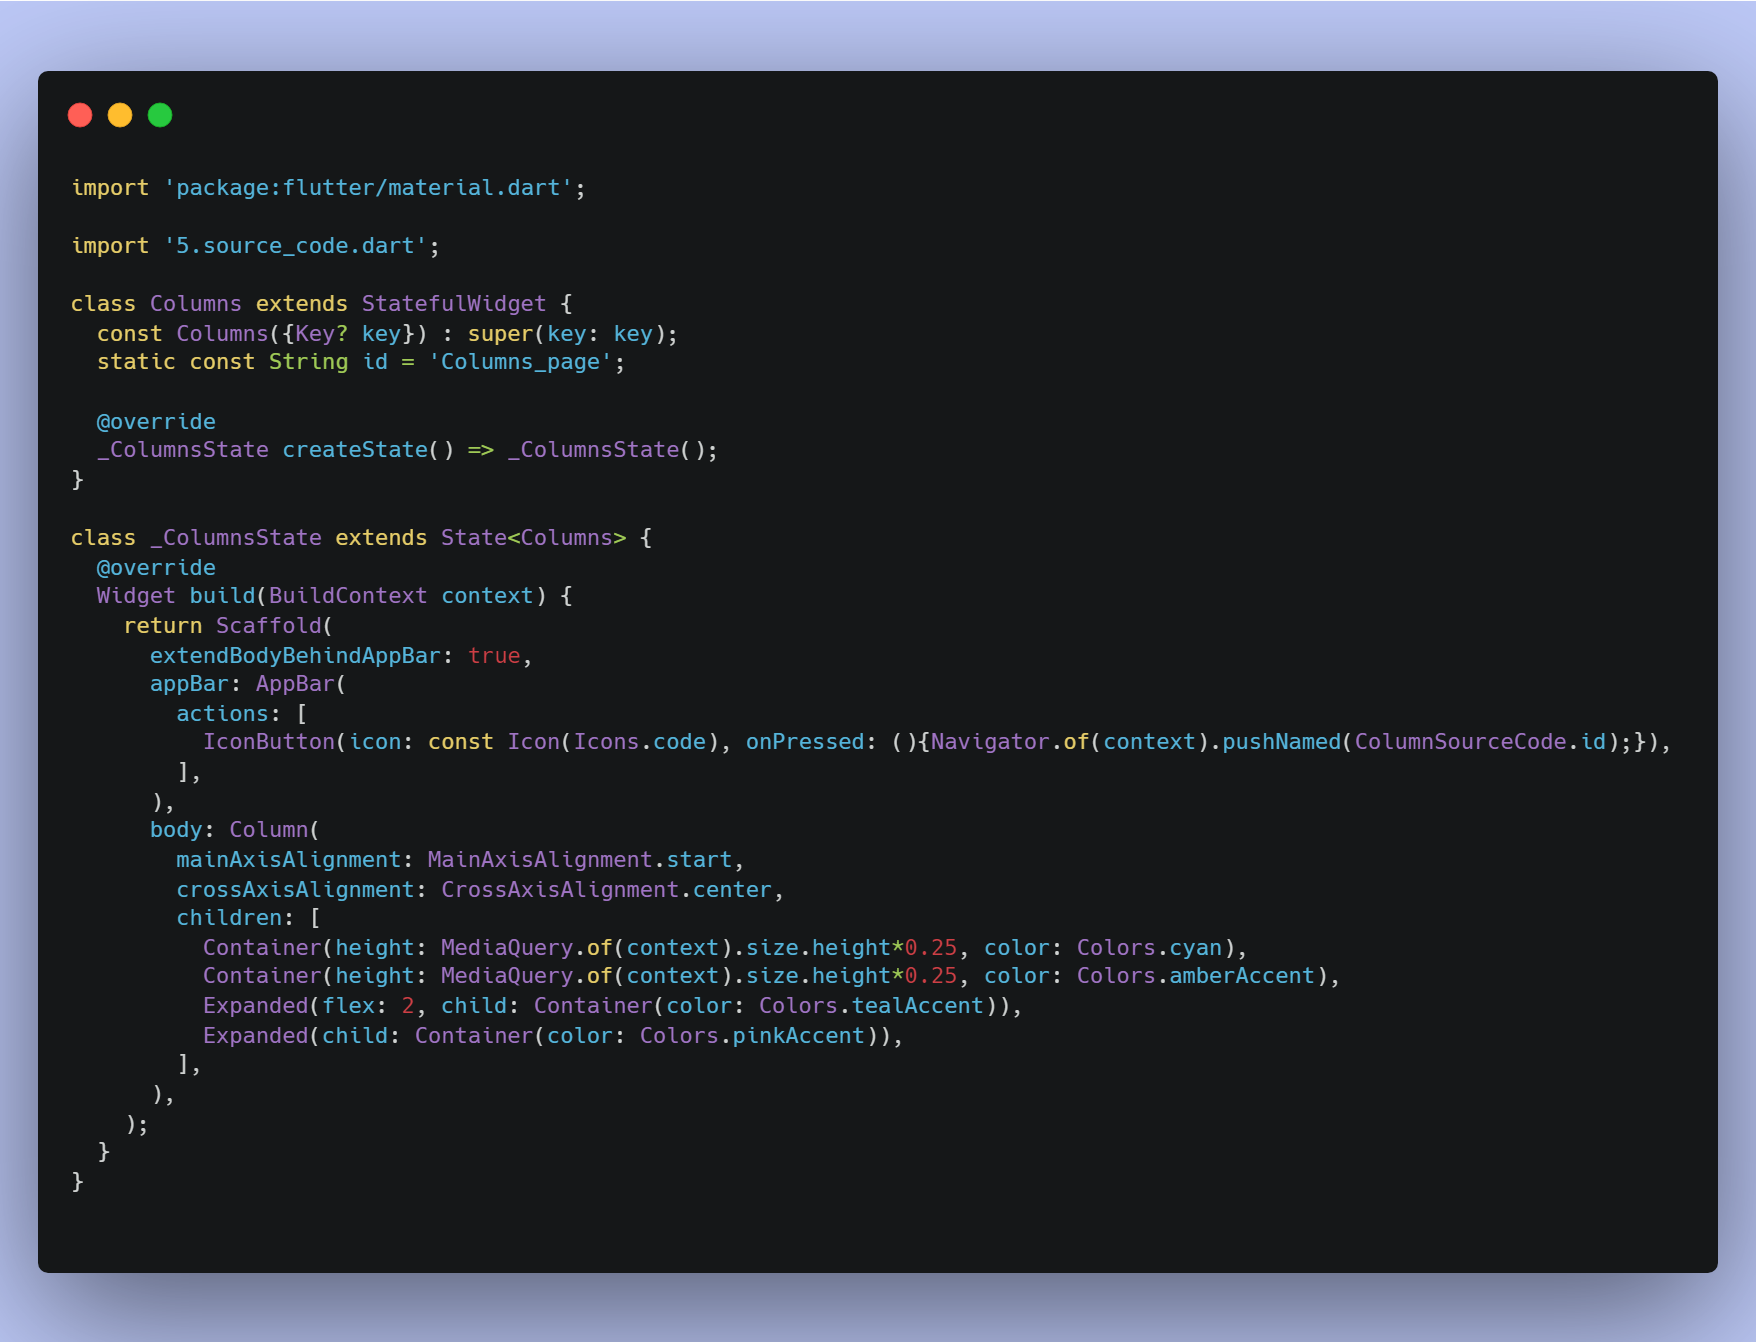 import 'package:flutter/material.dart';

import '5.source_code.dart';

class Columns extends StatefulWidget {
  const Columns({Key? key}) : super(key: key);
  static const String id = 'Columns_page';

  @override
  _ColumnsState createState() => _ColumnsState();
}

class _ColumnsState extends State<Columns> {
  @override
  Widget build(BuildContext context) {
    return Scaffold(
      extendBodyBehindAppBar: true,
      appBar: AppBar(
        actions: [
          IconButton(icon: const Icon(Icons.code), onPressed: (){Navigator.of(context).pushNamed(ColumnSourceCode.id);}),
        ],
      ),
      body: Column(
        mainAxisAlignment: MainAxisAlignment.start,
        crossAxisAlignment: CrossAxisAlignment.center,
        children: [
          Container(height: MediaQuery.of(context).size.height*0.25, color: Colors.cyan),
          Container(height: MediaQuery.of(context).size.height*0.25, color: Colors.amberAccent),
          Expanded(flex: 2, child: Container(color: Colors.tealAccent)),
          Expanded(child: Container(color: Colors.pinkAccent)),
        ],
      ),
    );
  }
}